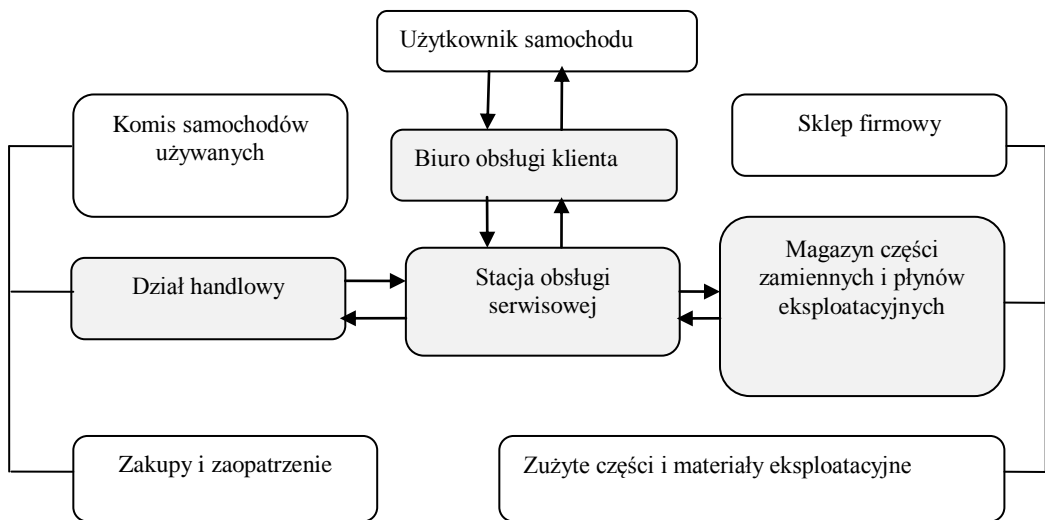 Użytkownik samochodu
Komis samochodów
używanych
Sklep firmowy
Biuro obsługi klienta
Dział handlowy
Stacja obsługi
serwisowej
Magazyn części
zamiennych i płynów
eksploatacyjnych
Zakupy i zaopatrzenie
Zużyte części i materiały eksploatacyjne